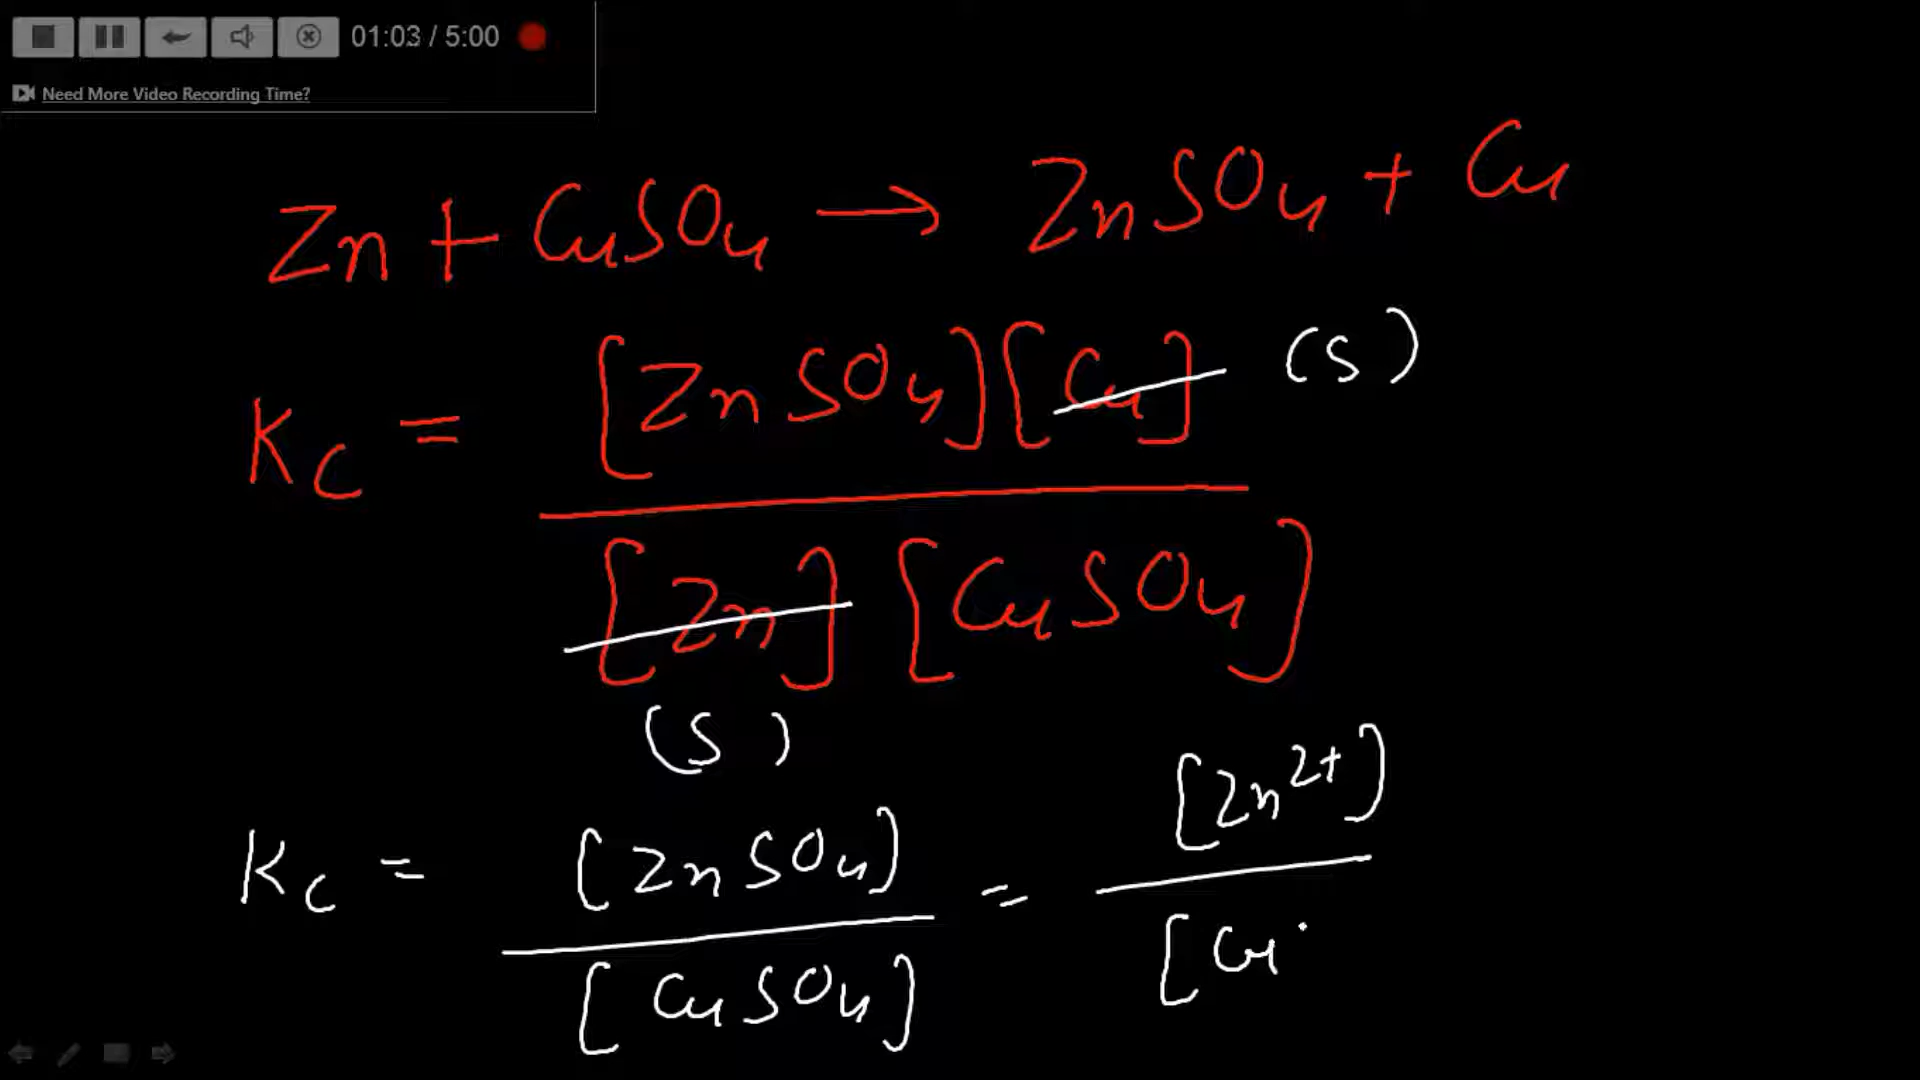 01:03 / 5:00
Need More Video Recording Time?
Zn + CuSO4 → ZnSO4 + Cu
Kc = [ZnSO4][Cu] (s) / [Zn] (s) [CuSO4]
Kc = [ZnSO4] / [CuSO4] = [Zn2+] / [Cu